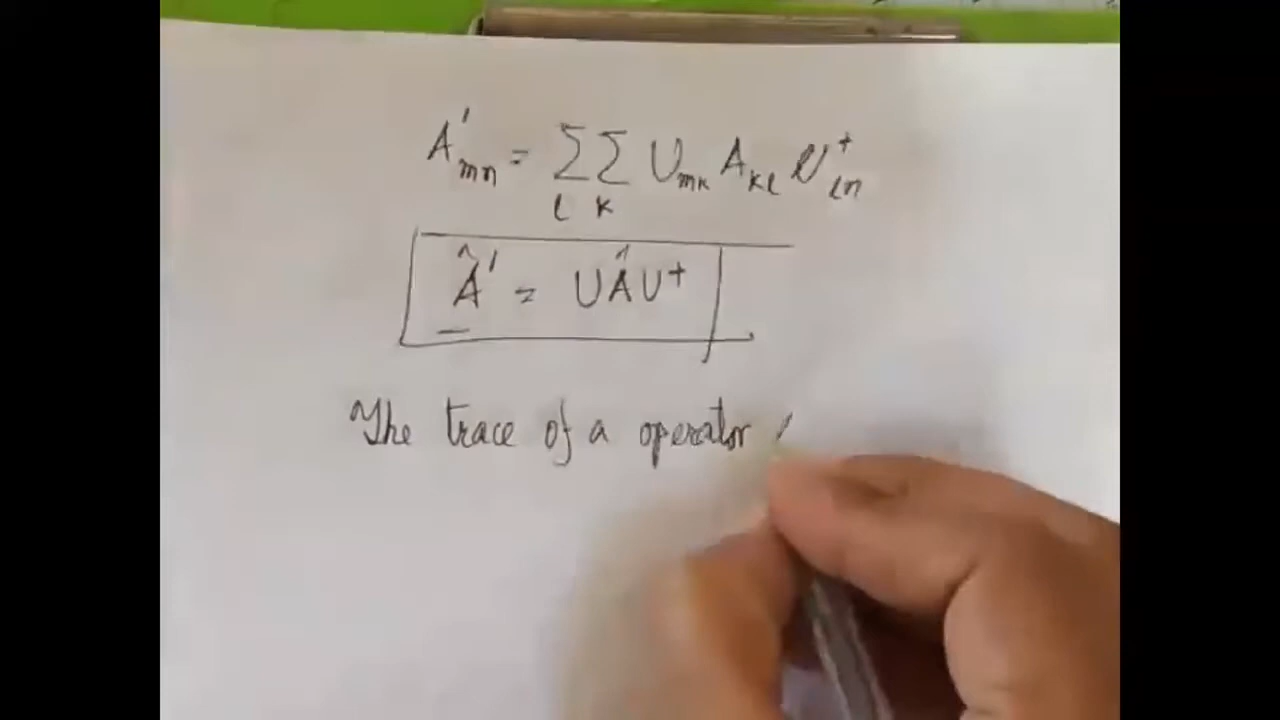 A'mn = Σ Σ Umk Akl U†ln
l k
Â' = UÂU†
The trace of a operator